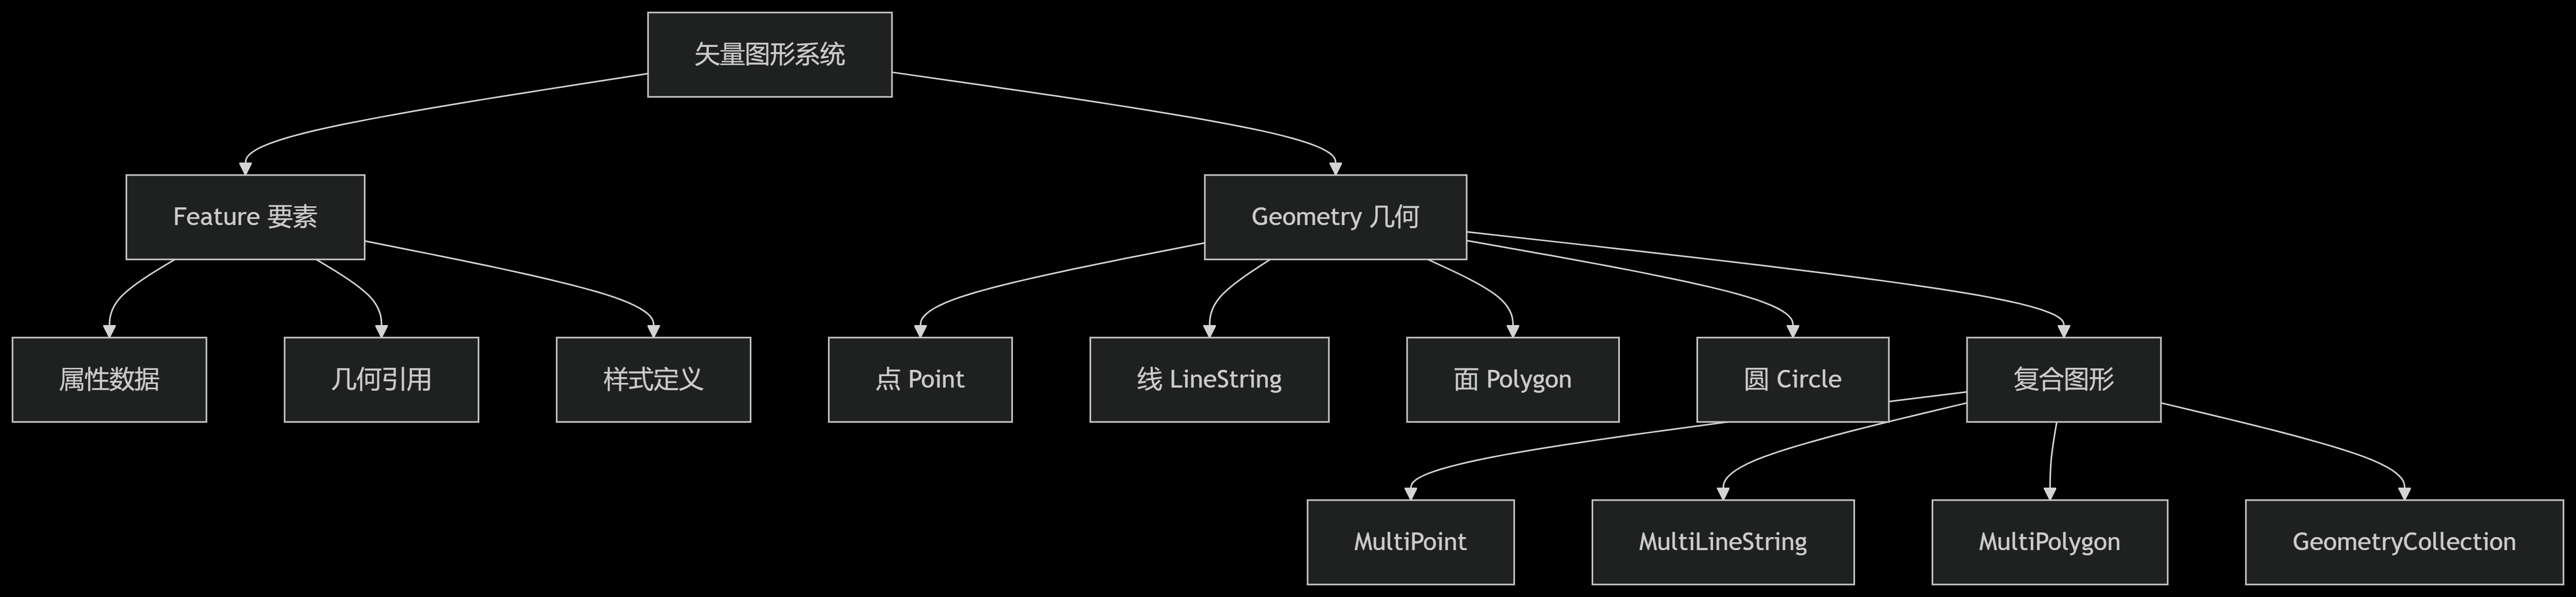 矢量图形系统
Feature 要素
Geometry 几何
属性数据
几何引用
样式定义
点 Point
线 LineString
面 Polygon
圆 Circle
复合图形
MultiPoint
MultiLineString
MultiPolygon
GeometryCollection